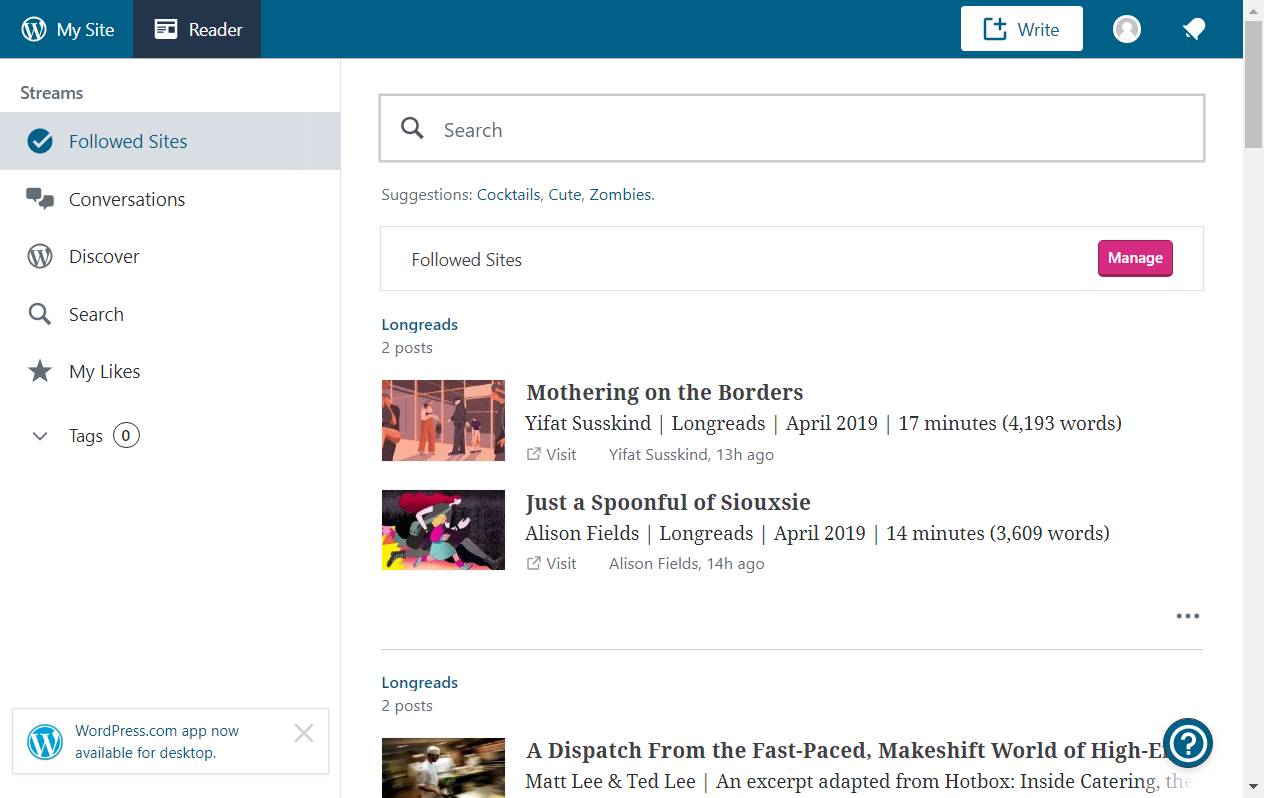 My Site
Reader
Write
Streams
Followed Sites
Conversations
Discover
Search
My Likes
Tags 0
WordPress.com app now
available for desktop.
Search
Suggestions: Cocktails, Cute, Zombies.
Followed Sites
Manage
Longreads
2 posts
Mothering on the Borders
Yifat Susskind | Longreads | April 2019 | 17 minutes (4,193 words)
Visit Yifat Susskind, 13h ago
Just a Spoonful of Siouxsie
Alison Fields | Longreads | April 2019 | 14 minutes (3,609 words)
Visit Alison Fields, 14h ago
Longreads
2 posts
A Dispatch From the Fast-Paced, Makeshift World of
Matt Lee & Ted Lee | An excerpt adapted from Hotbox: Inside Catering, the